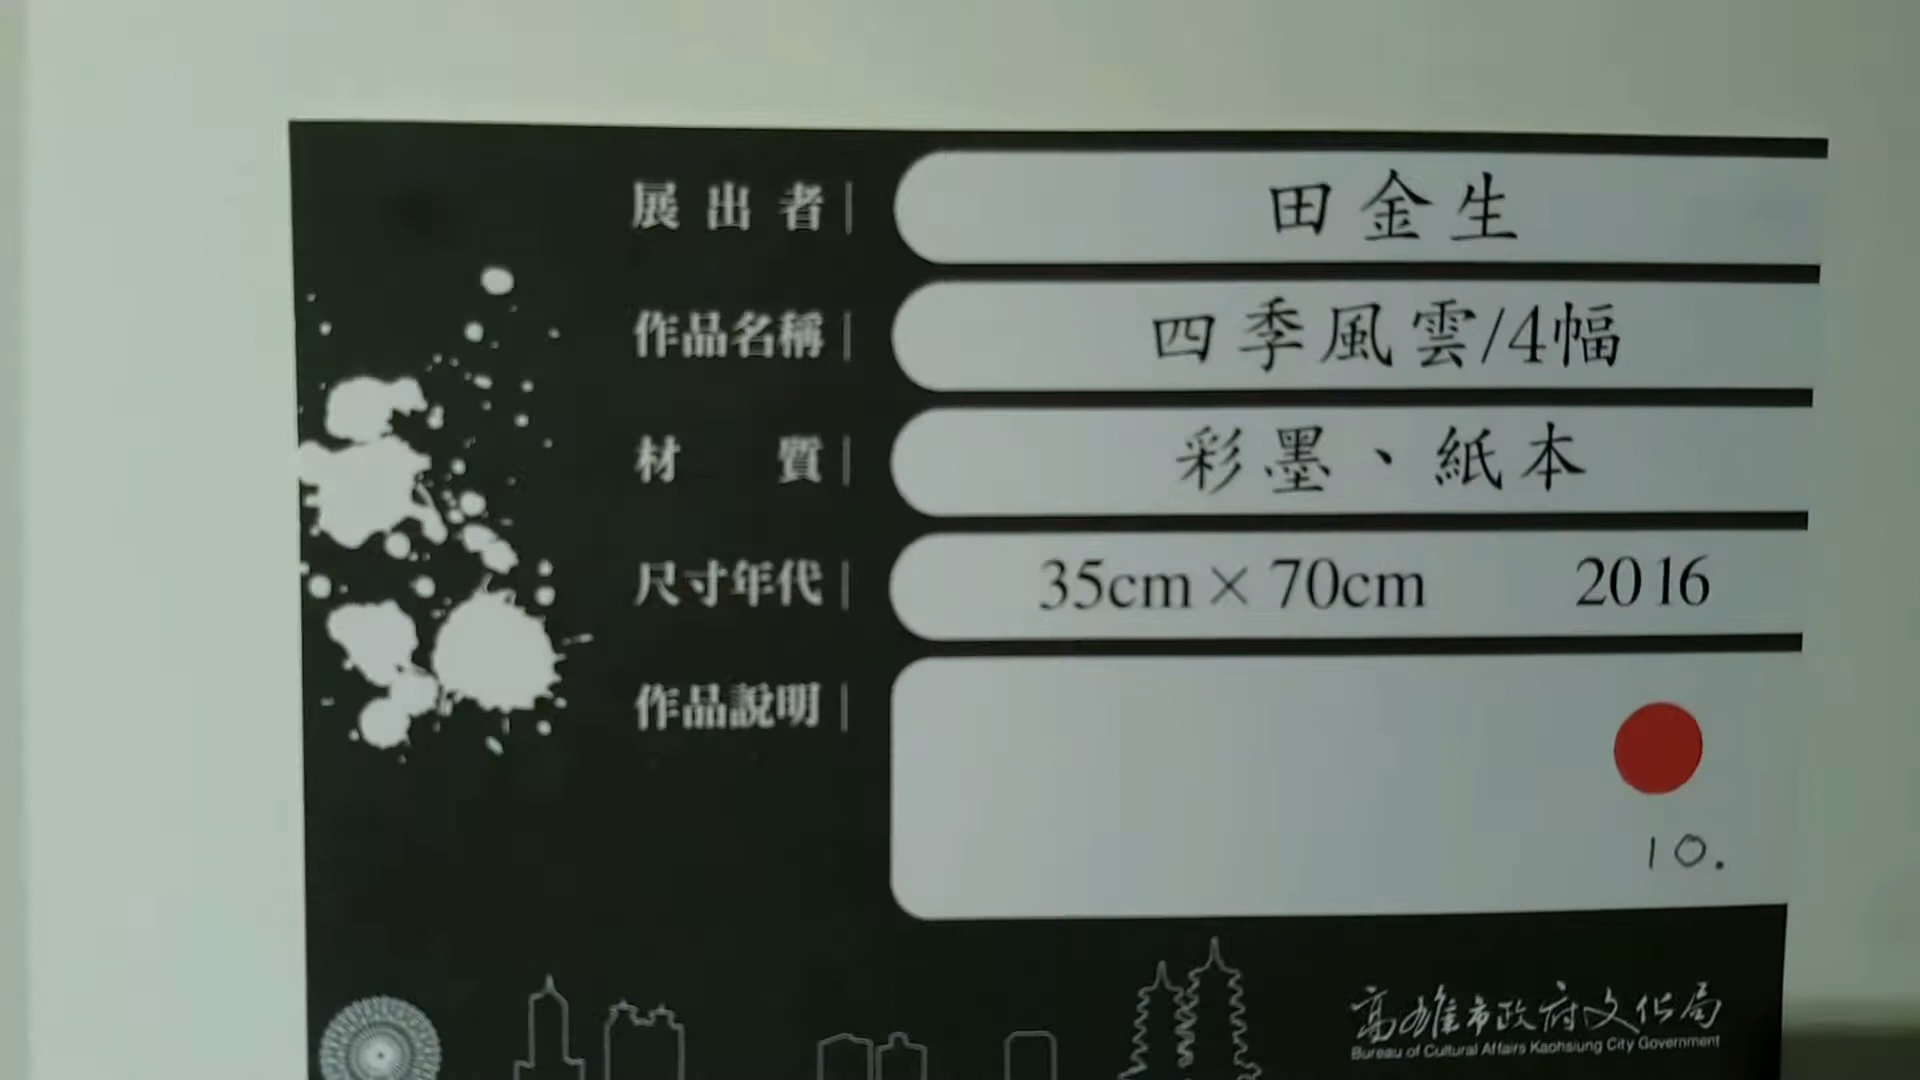 展出者｜ 田金生
作品名稱｜ 四季風雲/4幅
材質｜ 彩墨、紙本
尺寸年代｜ 35cm×70cm 2016
作品說明｜
10.
高雄市政府文化局
Bureau of Cultural Affairs Kaohsiung City Government